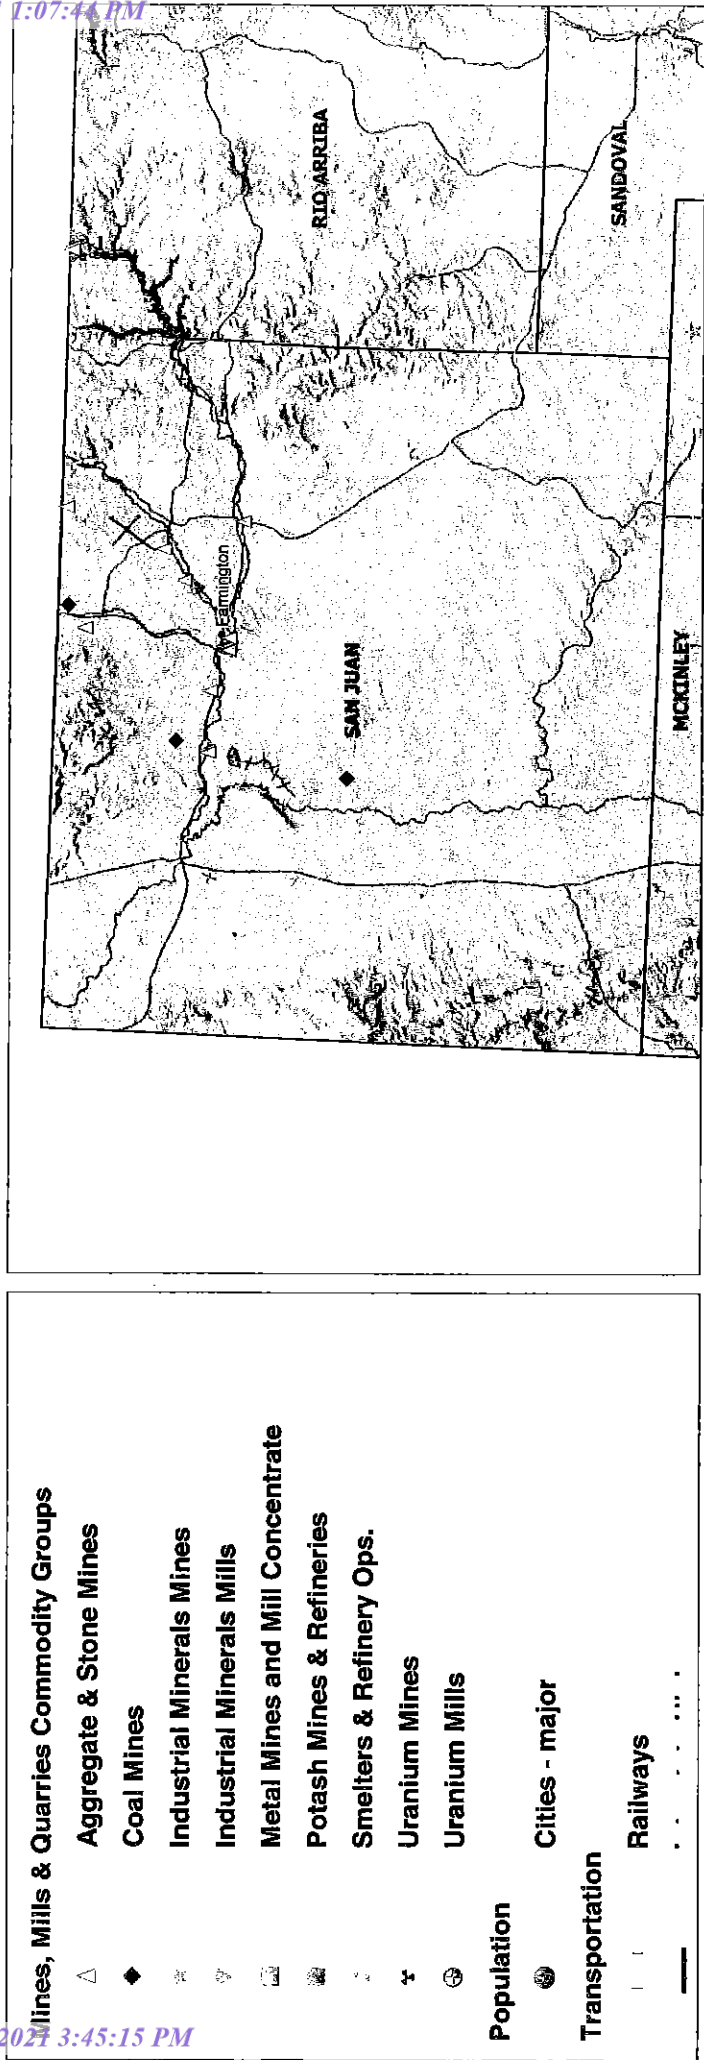 Mines, Mills & Quarries Commodity Groups
Aggregate & Stone Mines
Coal Mines
Industrial Minerals Mines
Industrial Minerals Mills
Metal Mines and Mill Concentrate
Potash Mines & Refineries
Smelters & Refinery Ops.
Uranium Mines
Uranium Mills
Population
Cities - major
Transportation
Railways
Farmington
SAN JUAN
RIO ARRIBA
SANDOVAL
MCKINLEY
1:07:44 PM
2021 3:45:15 PM